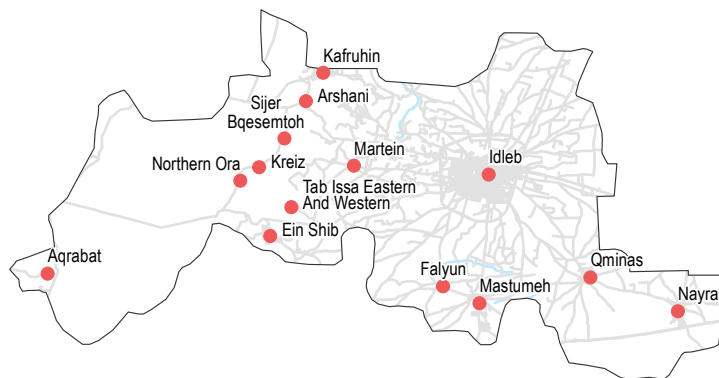 Kafruhin
Arshani
Sijer
Bqesemtoh
Martein
Idleb
Northern Ora
Kreiz
Tab Issa Eastern
And Western
Ein Shib
Aqrabat
Falyun
Mastumeh
Qminas
Nayra